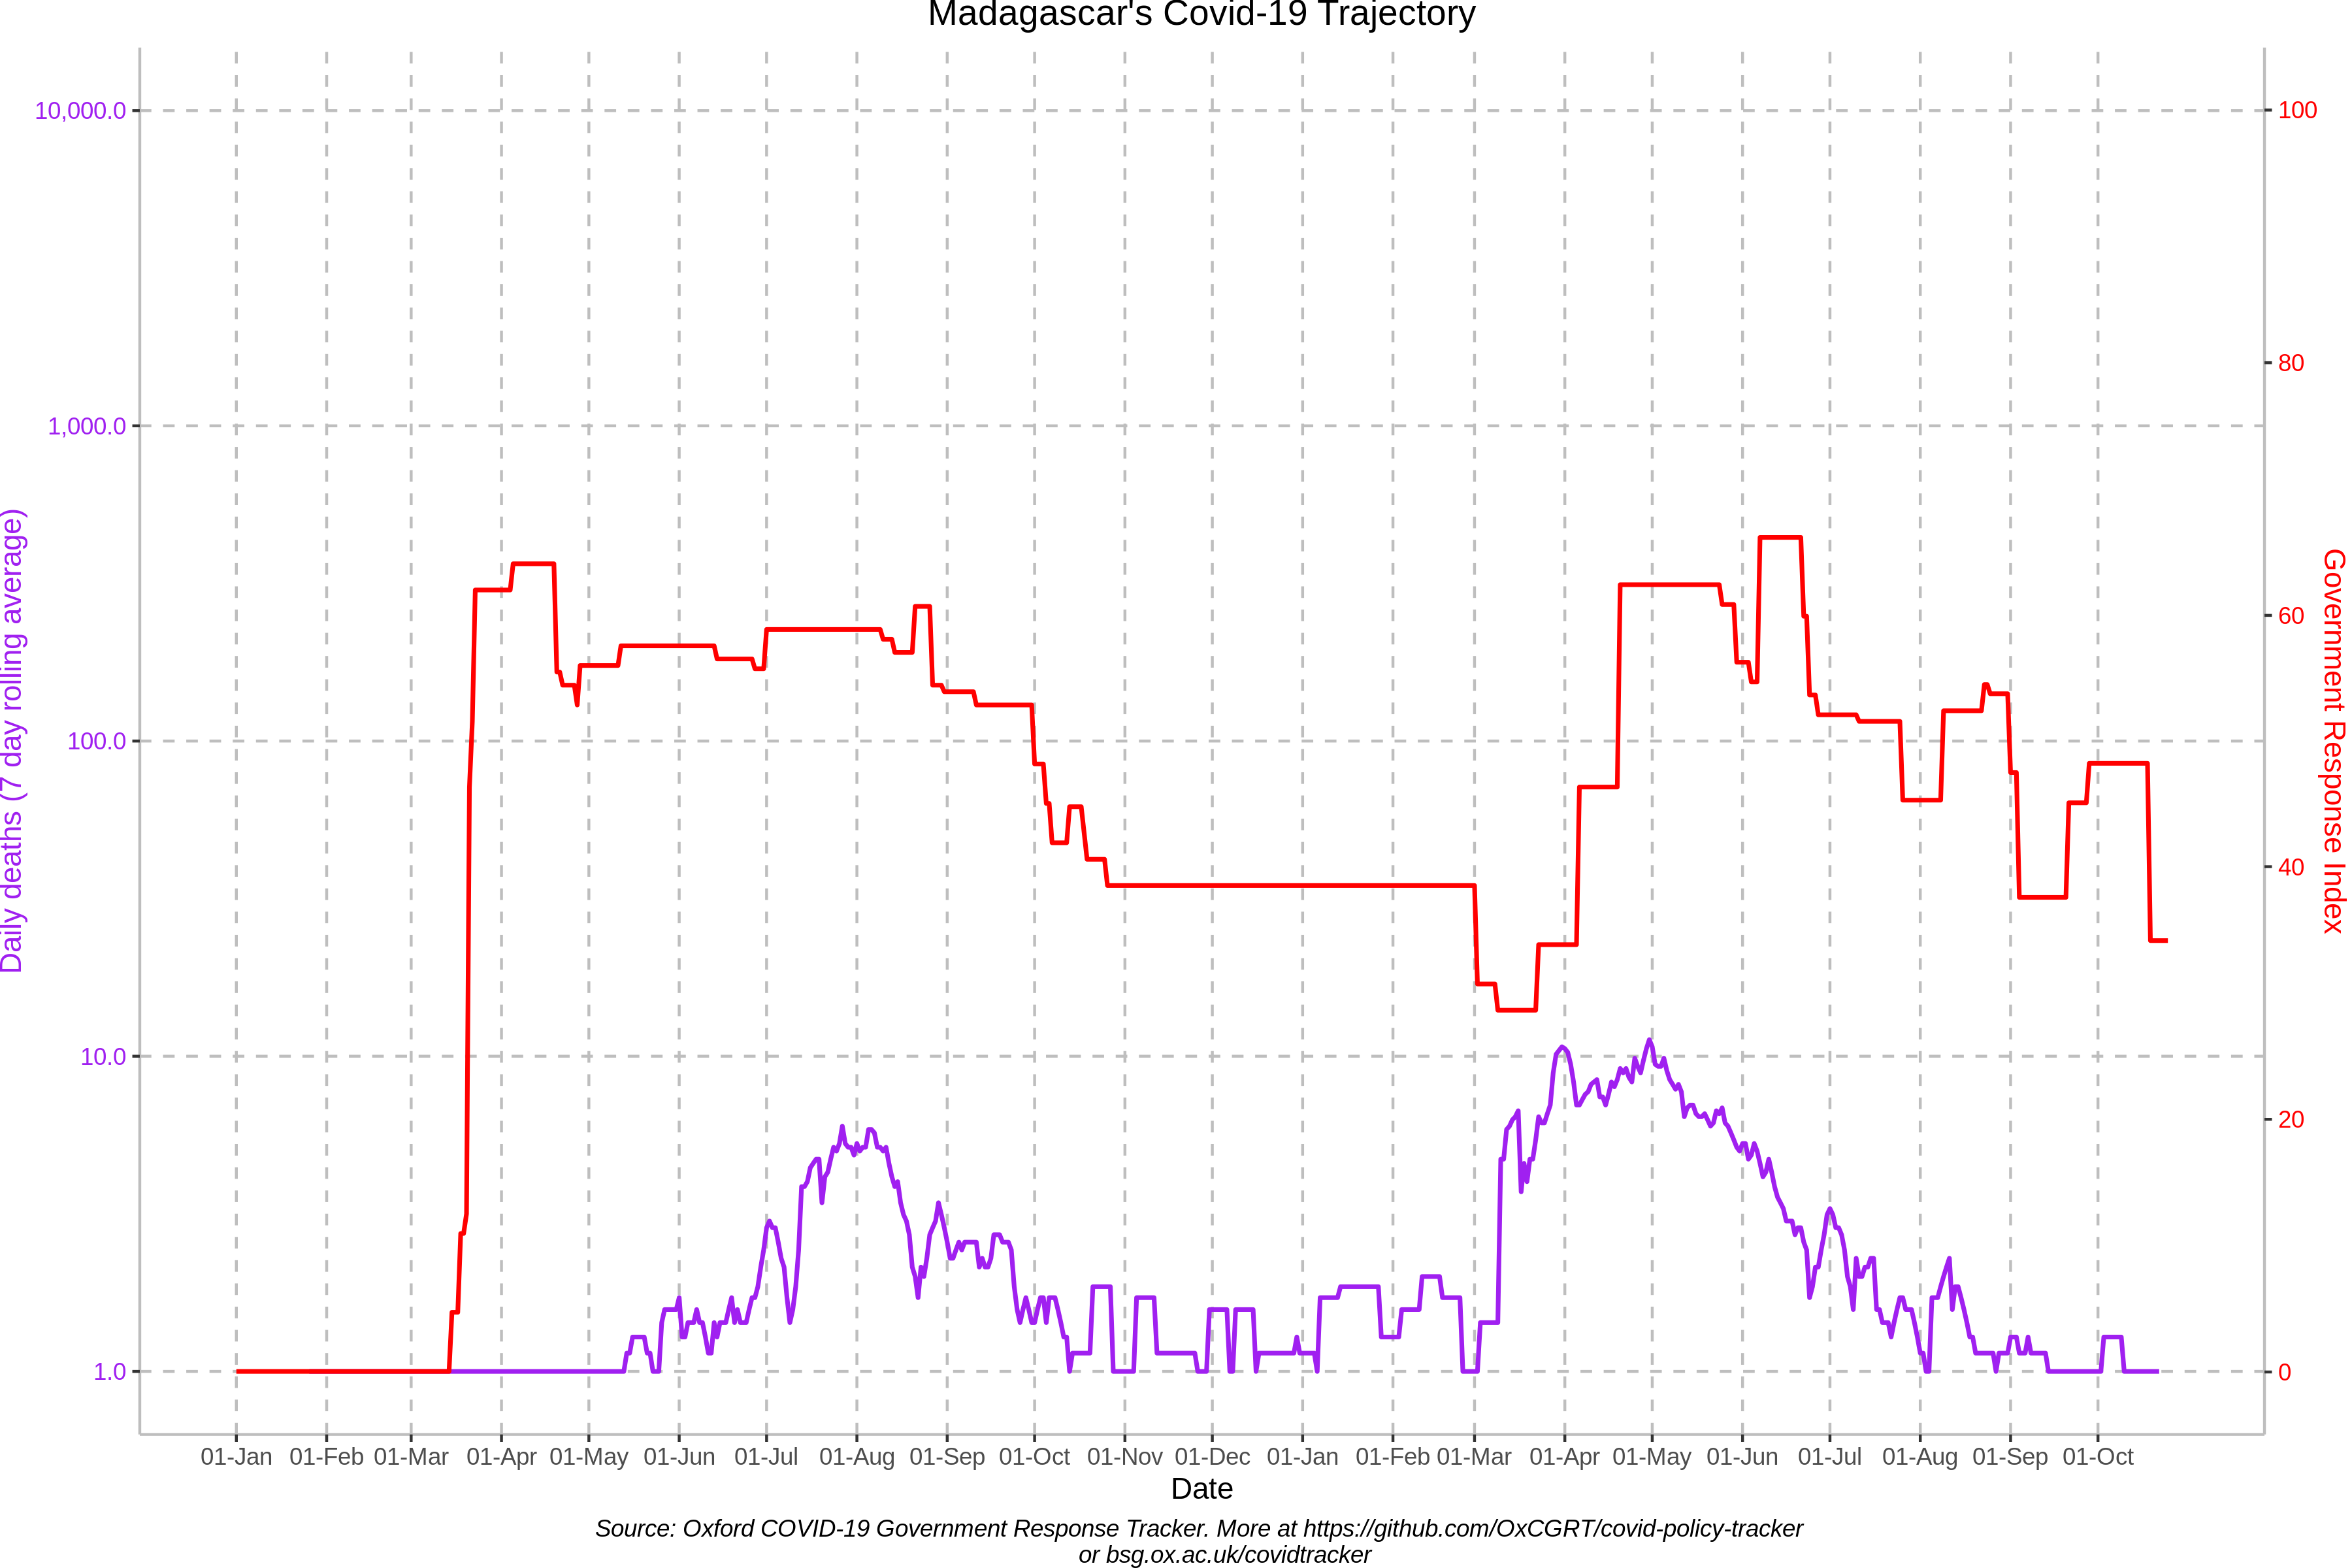 Madagascar's Covid-19 Trajectory
10,000.0
1,000.0
100.0
10.0
1.0
Daily deaths (7 day rolling average)
100
80
60
40
20
0
Government Response Index
01-Jan 01-Feb 01-Mar 01-Apr 01-May 01-Jun 01-Jul 01-Aug 01-Sep 01-Oct 01-Nov 01-Dec 01-Jan 01-Feb 01-Mar 01-Apr 01-May 01-Jun 01-Jul 01-Aug 01-Sep 01-Oct
Date
Source: Oxford COVID-19 Government Response Tracker. More at https://github.com/OxCGRT/covid-policy-tracker
or bsg.ox.ac.uk/covidtracker